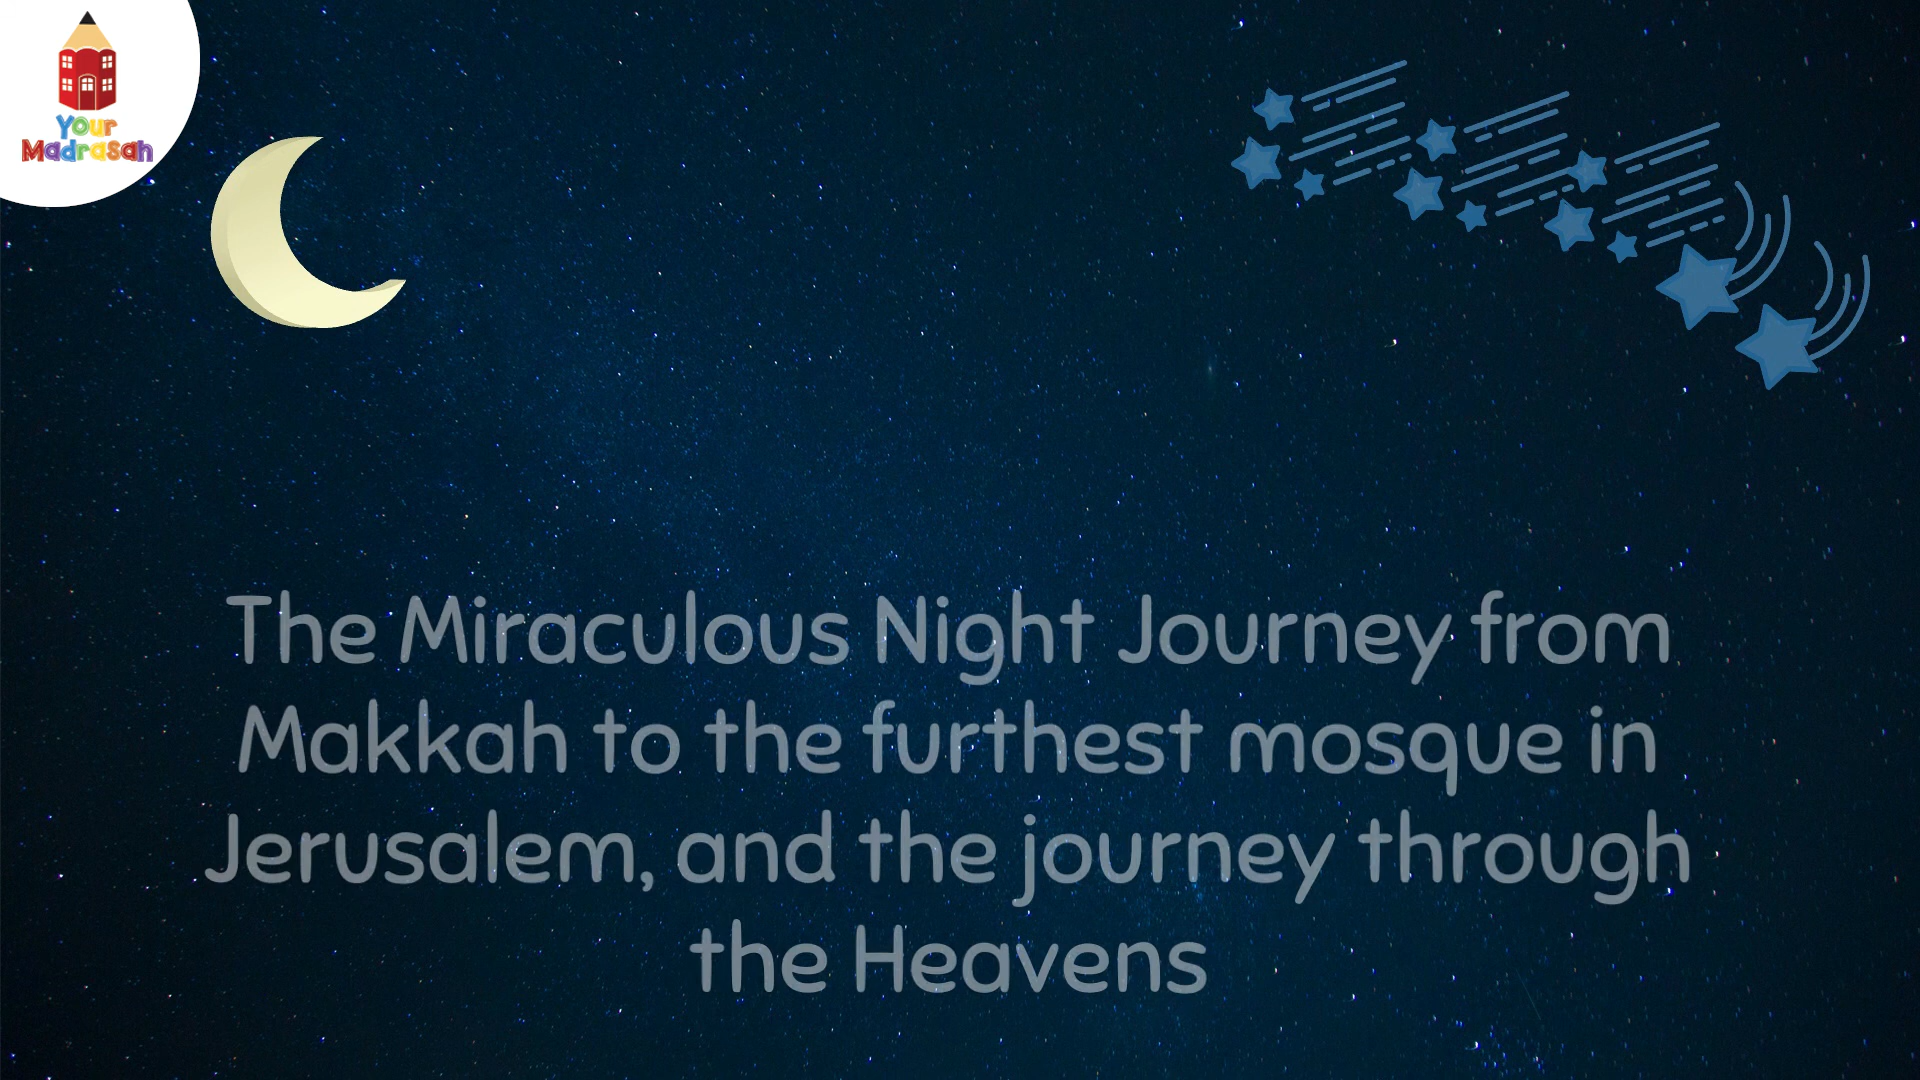 Your
Madrasah
The Miraculous Night Journey from
Makkah to the furthest mosque in
Jerusalem, and the journey through
the Heavens